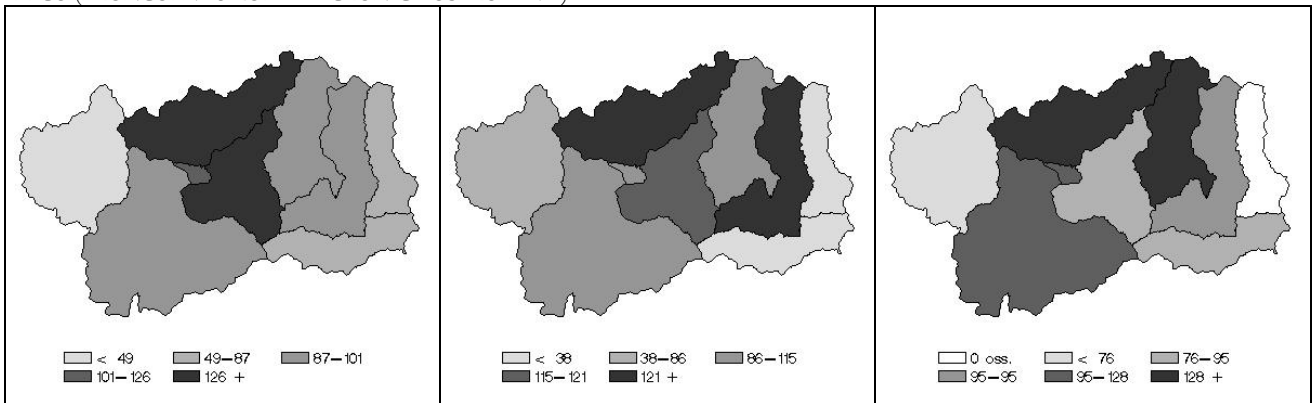 < 49 49–87 87–101
101–126 126 +
< 38 38–86 86–115
115–121 121 +
0 oss. < 76 76–95
95–95 95–128 128 +